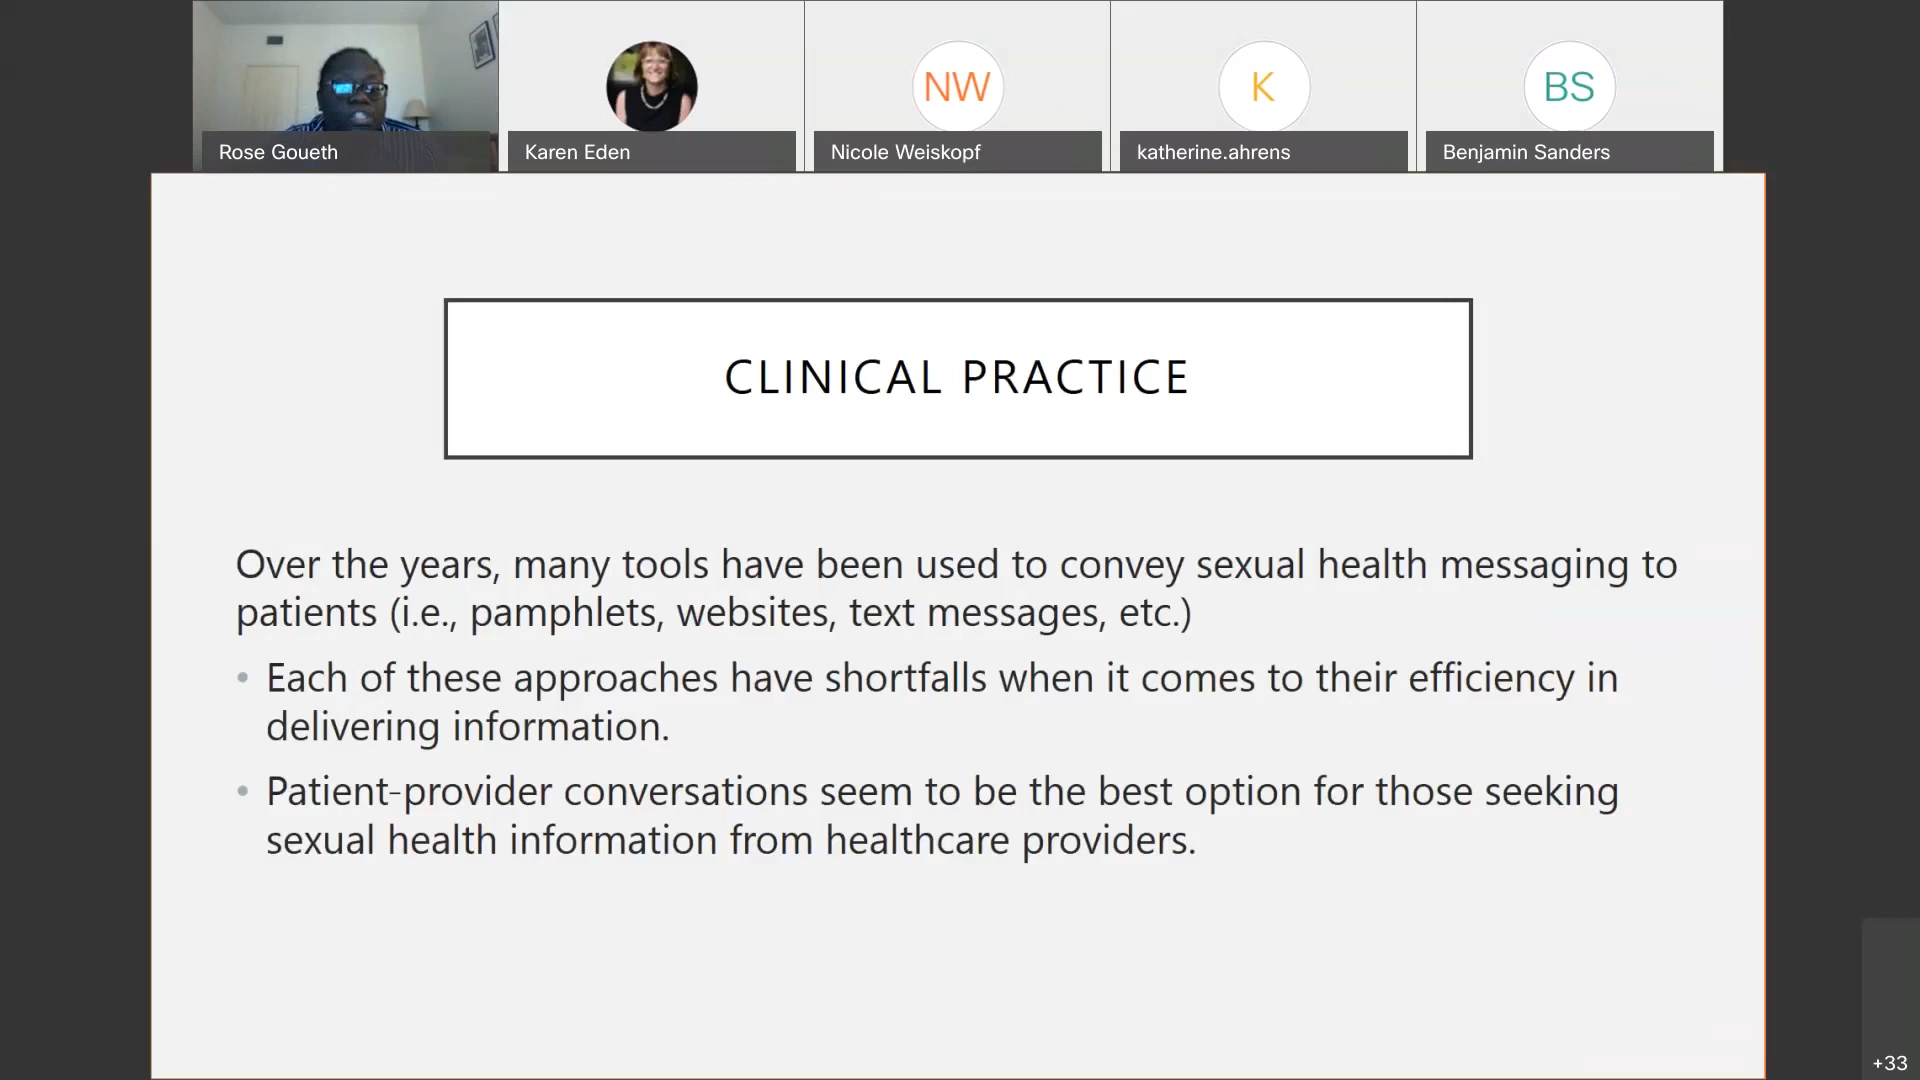 NW
K
BS
Rose Goueth
Karen Eden
Nicole Weiskopf
katherine.ahrens
Benjamin Sanders
CLINICAL PRACTICE
Over the years, many tools have been used to convey sexual health messaging to
patients (i.e., pamphlets, websites, text messages, etc.)
• Each of these approaches have shortfalls when it comes to their efficiency in
delivering information.
• Patient-provider conversations seem to be the best option for those seeking
sexual health information from healthcare providers.
+33